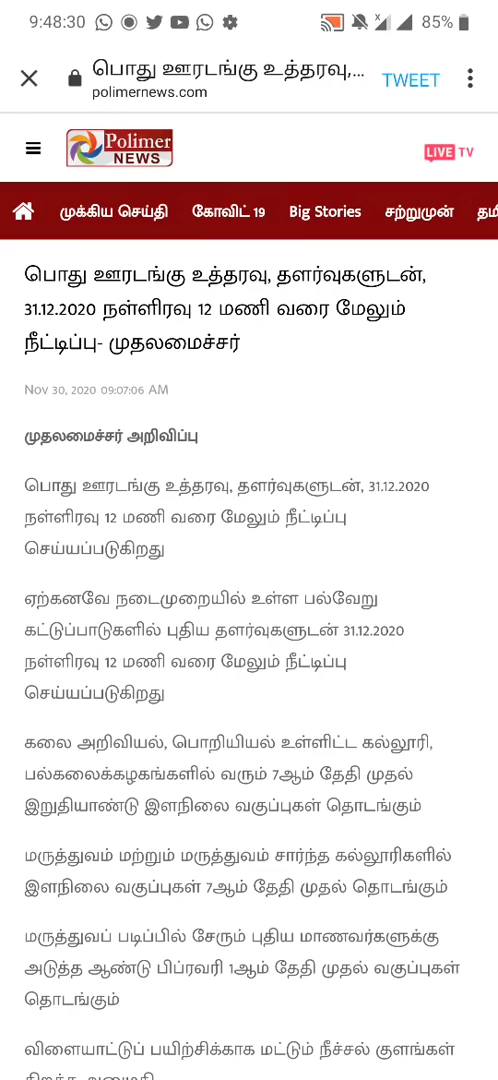 9:48:30
85%
பொது ஊரடங்கு உத்தரவு,...
polimernews.com
TWEET
Polimer
NEWS
LIVE TV
முக்கிய செய்தி கோவிட் 19 Big Stories சற்றுமுன் தமி
பொது ஊரடங்கு உத்தரவு, தளர்வுகளுடன்,
31.12.2020 நள்ளிரவு 12 மணி வரை மேலும்
நீட்டிப்பு- முதலமைச்சர்
Nov 30, 2020 09:07:06 AM
முதலமைச்சர் அறிவிப்பு
பொது ஊரடங்கு உத்தரவு, தளர்வுகளுடன், 31.12.2020
நள்ளிரவு 12 மணி வரை மேலும் நீட்டிப்பு
செய்யப்படுகிறது
ஏற்கனவே நடைமுறையில் உள்ள பல்வேறு
கட்டுப்பாடுகளில் புதிய தளர்வுகளுடன் 31.12.2020
நள்ளிரவு 12 மணி வரை மேலும் நீட்டிப்பு
செய்யப்படுகிறது
கலை அறிவியல், பொறியியல் உள்ளிட்ட கல்லூரி,
பல்கலைக்கழகங்களில் வரும் 7ஆம் தேதி முதல்
இறுதியாண்டு இளநிலை வகுப்புகள் தொடங்கும்
மருத்துவம் மற்றும் மருத்துவம் சார்ந்த கல்லூரிகளில்
இளநிலை வகுப்புகள் 7ஆம் தேதி முதல் தொடங்கும்
மருத்துவப் படிப்பில் சேரும் புதிய மாணவர்களுக்கு
அடுத்த ஆண்டு பிப்ரவரி 1ஆம் தேதி முதல் வகுப்புகள்
தொடங்கும்
விளையாட்டுப் பயிற்சிக்காக மட்டும் நீச்சல் குளங்கள்